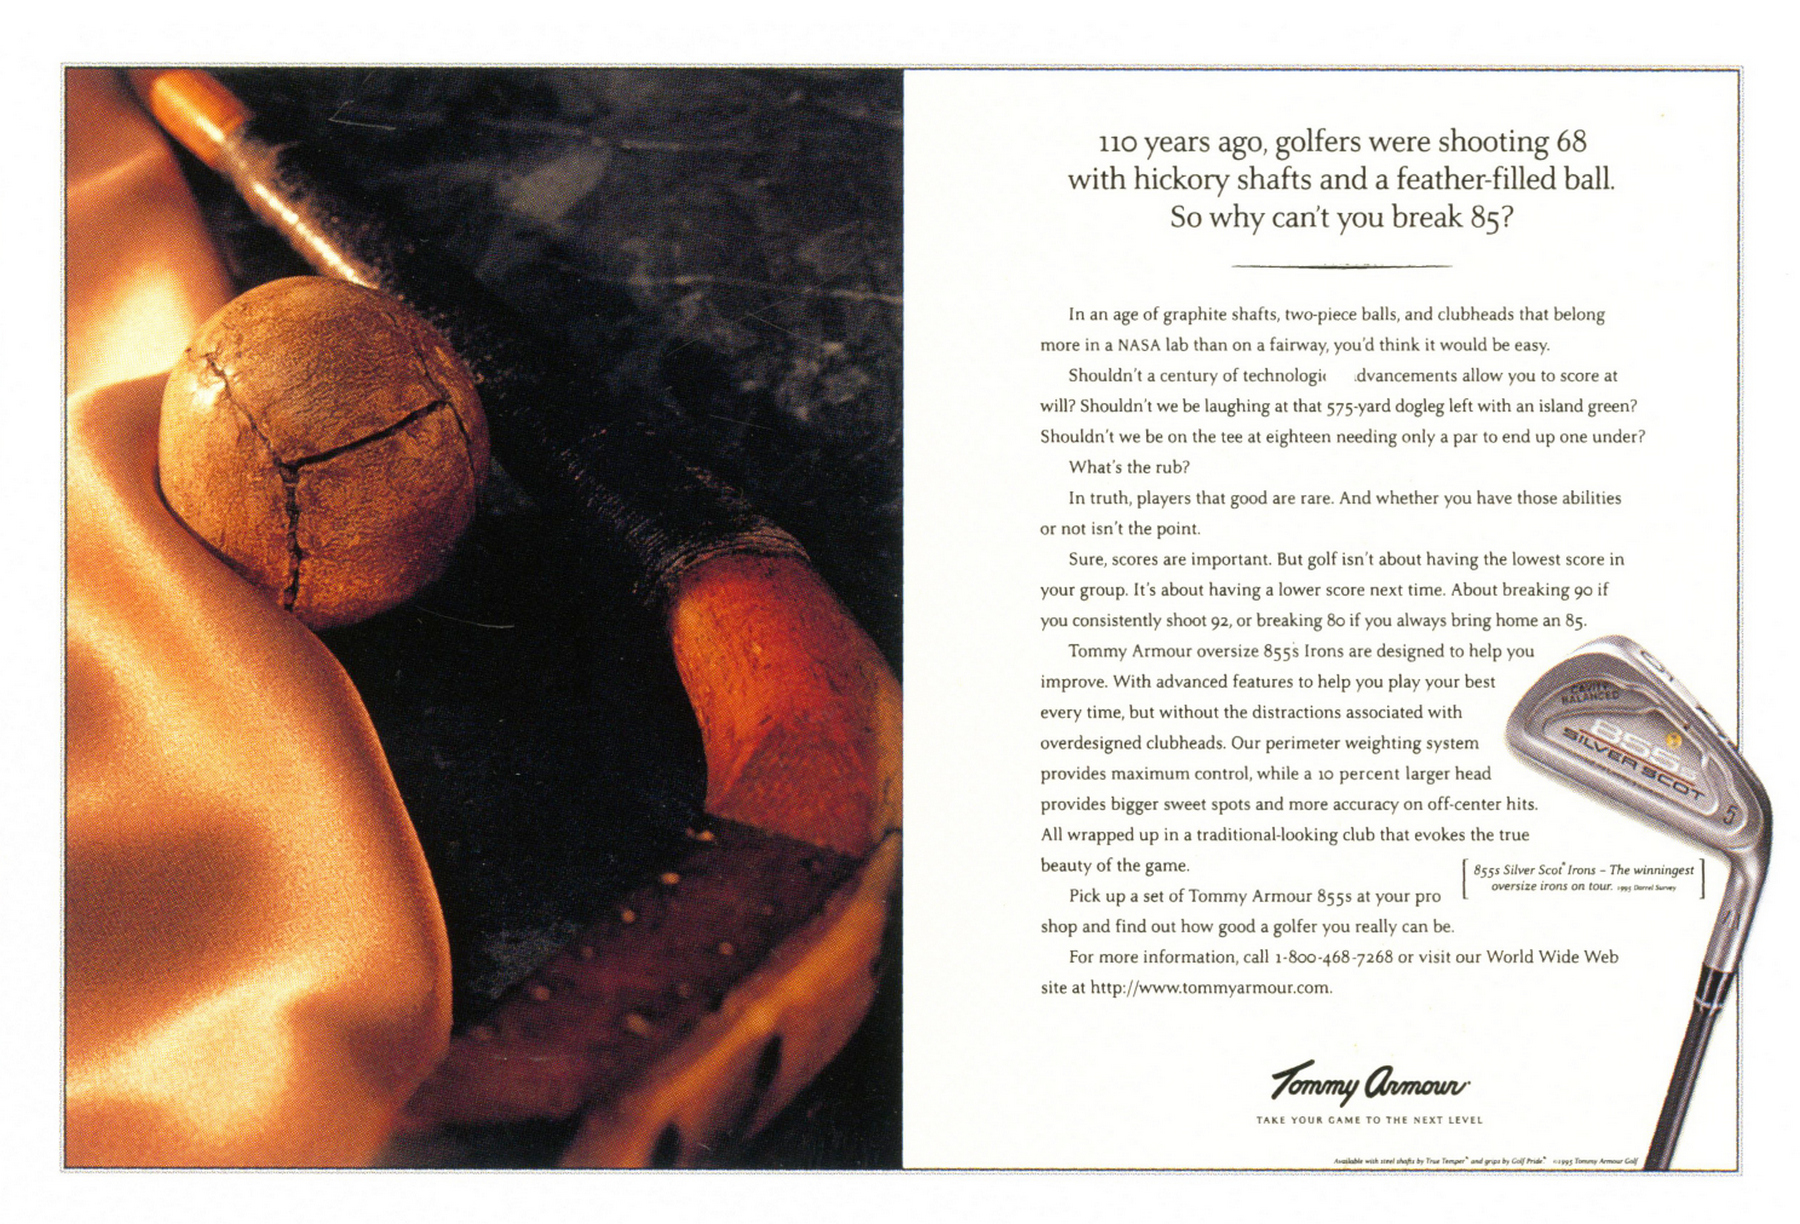 110 years ago, golfers were shooting 68
with hickory shafts and a feather-filled ball.
So why can't you break 85?
In an age of graphite shafts, two-piece balls, and clubheads that belong
more in a NASA lab than on a fairway, you'd think it would be easy.
Shouldn't a century of technologic dvancements allow you to score at
will? Shouldn't we be laughing at that 575-yard dogleg left with an island green?
Shouldn't we be on the tee at eighteen needing only a par to end up one under?
What's the rub?
In truth, players that good are rare. And whether you have those abilities
or not isn't the point.
Sure, scores are important. But golf isn't about having the lowest score in
your group. It's about having a lower score next time. About breaking 90 if
you consistently shoot 92, or breaking 80 if you always bring home an 85.
Tommy Armour oversize 855s Irons are designed to help you
improve. With advanced features to help you play your best
every time, but without the distractions associated with
overdesigned clubheads. Our perimeter weighting system
provides maximum control, while a 10 percent larger head
provides bigger sweet spots and more accuracy on off-center hits.
All wrapped up in a traditional-looking club that evokes the true
beauty of the game.
Pick up a set of Tommy Armour 855s at your pro
shop and find out how good a golfer you really can be.
For more information, call 1-800-468-7268 or visit our World Wide Web
site at http://www.tommyarmour.com.
CAVITY
BALANCED
855s
SILVER SCOT
5
[855s Silver Scot® Irons – The winningest
oversize irons on tour. 1995 Darrel Survey]
Tommy Armour
TAKE YOUR GAME TO THE NEXT LEVEL
Available with steel shafts by True Temper® and grips by Golf Pride® ©1995 Tommy Armour Golf